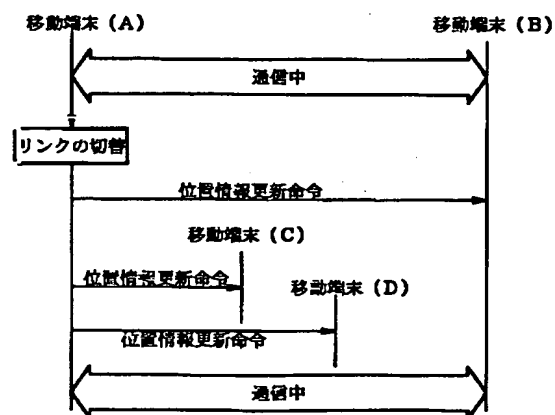 移動端末（A）
移動端末（B）
通信中
リンクの切替
位置情報更新命令
移動端末（C）
位置情報更新命令
移動端末（D）
位置情報更新命令
通信中